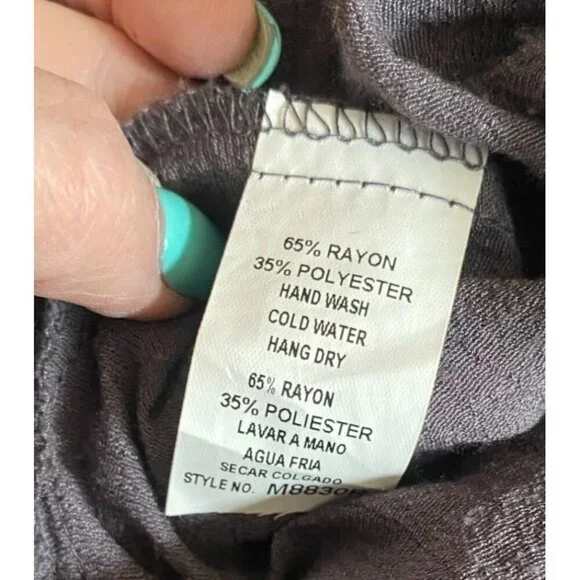 65% RAYON
35% POLYESTER
HAND WASH
COLD WATER
HANG DRY
65% RAYON
35% POLIESTER
LAVAR A MANO
AGUA FRIA
SECAR COLGADO
STYLE NO.